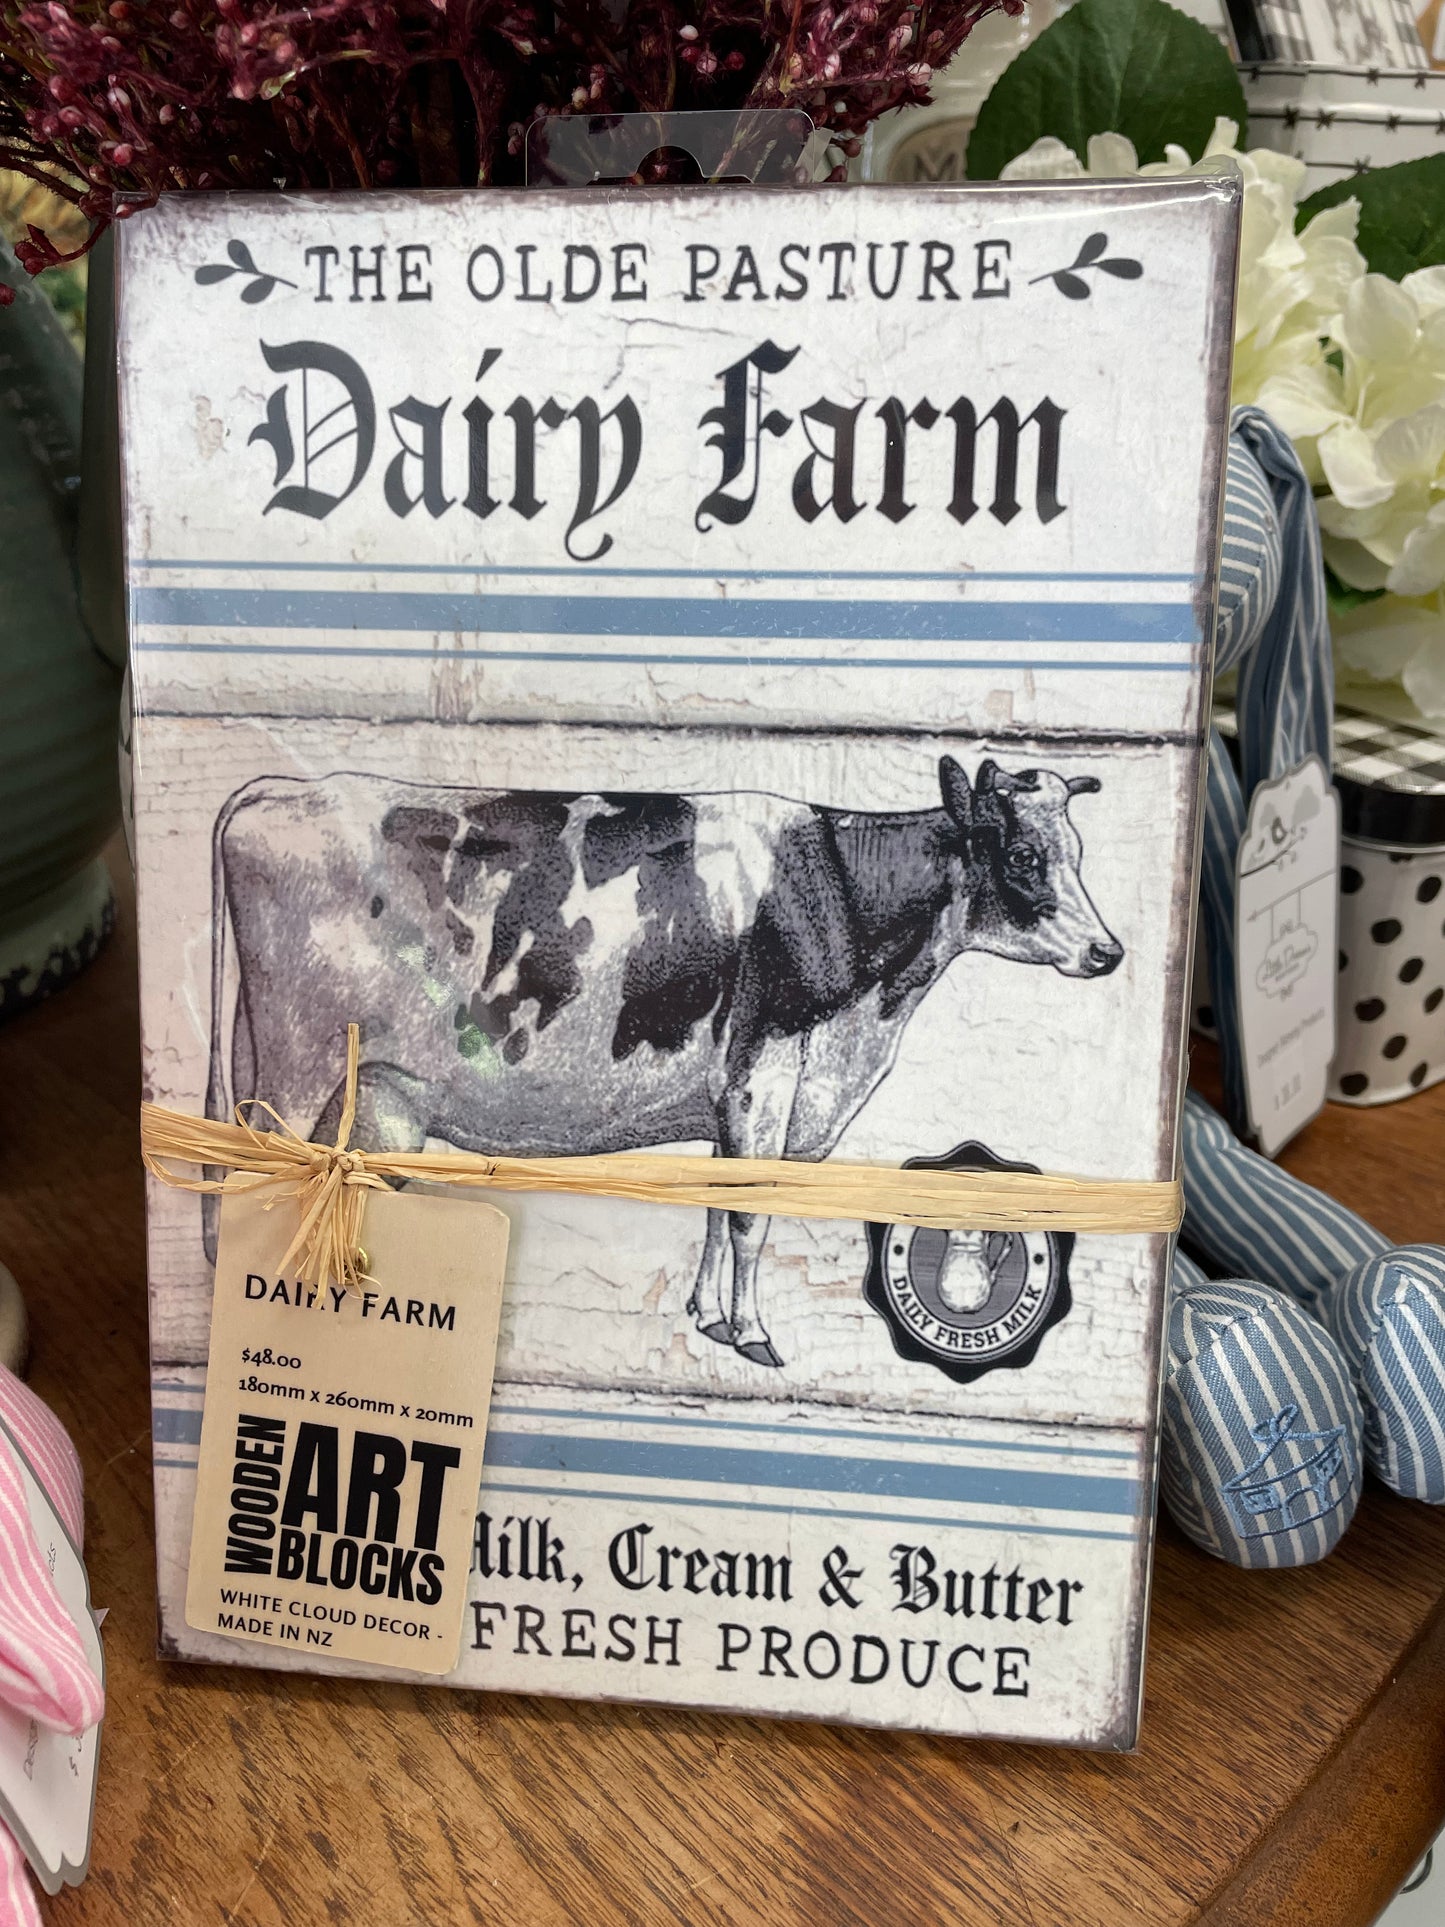 THE OLDE PASTURE
Dairy Farm
DAILY FRESH MILK
DAIRY FARM
$48.00
180mm x 260mm x 20mm
WOODEN
ART
BLOCKS
WHITE CLOUD DECOR -
MADE IN NZ
Milk, Cream & Butter
FRESH PRODUCE